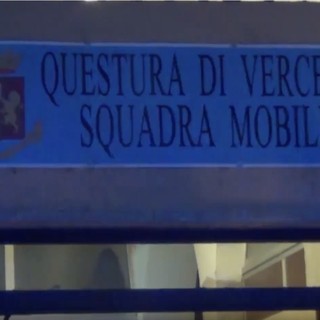 QUESTURA DI VERCE
SQUADRA MOBIL